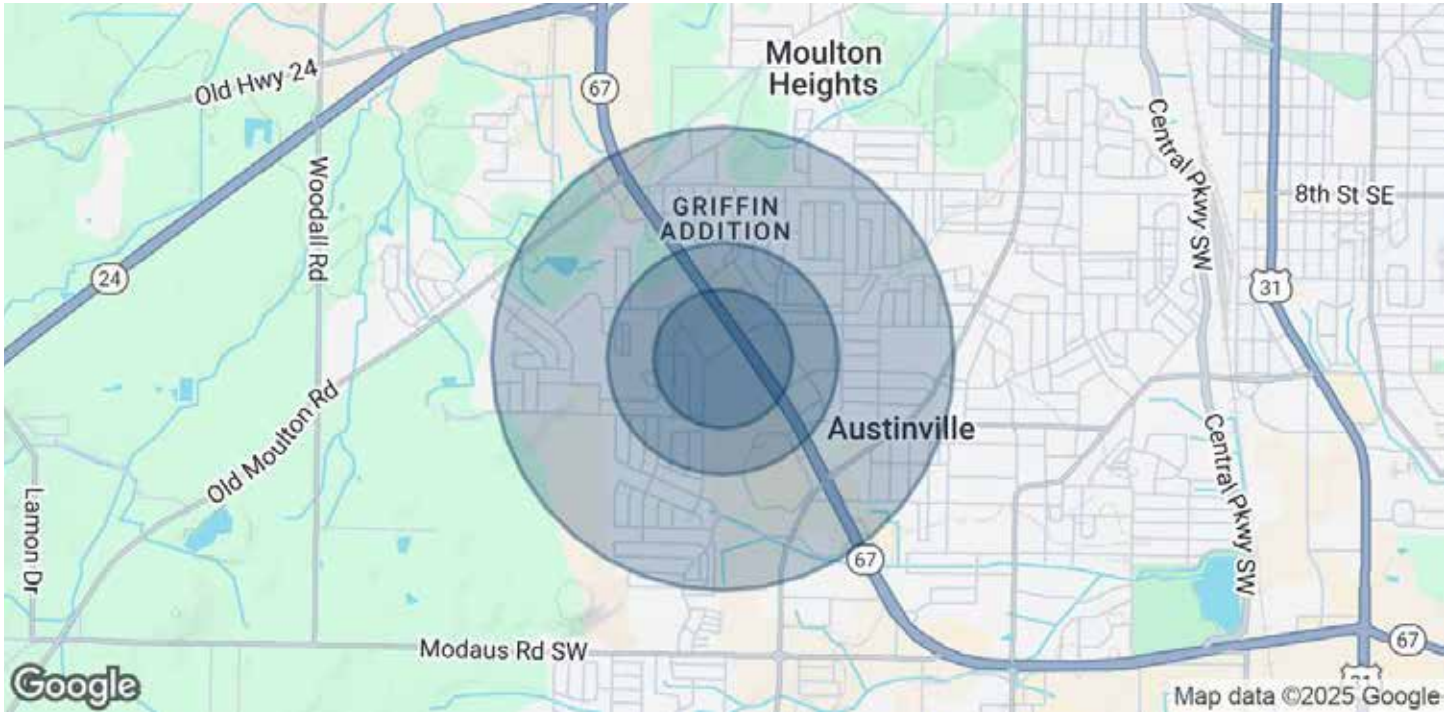 Moulton
Heights
Old Hwy 24
67
Central Pkwy SW
Woodall Rd
8th St SE
GRIFFIN
ADDITION
24
31
Old Moulton Rd
Austinville
Central Pkwy SW
Lamon Dr
67
Modaus Rd SW
67
31
Google
Map data ©2025 Google